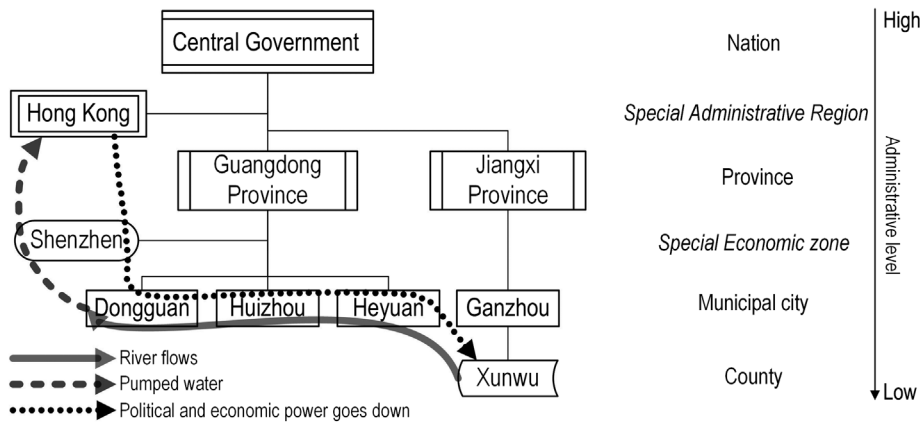 Central Government
Nation
High
Hong Kong
Special Administrative Region
Guangdong
Province
Jiangxi
Province
Province
Administrative level
Shenzhen
Special Economic zone
Dongguan
Huizhou
Heyuan
Ganzhou
Municipal city
River flows
Xunwu
County
Pumped water
Low
Political and economic power goes down